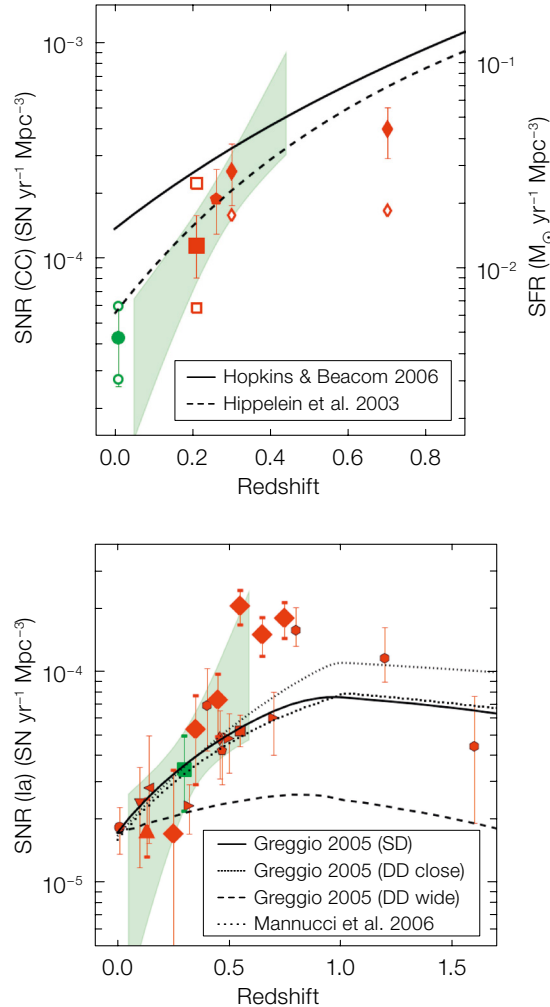 10⁻³
10⁻⁴
SNR (CC) (SN yr⁻¹ Mpc⁻³)
10⁻¹
10⁻²
SFR (M⊙ yr⁻¹ Mpc⁻³)
Hopkins & Beacom 2006
Hippelein et al. 2003
0.0 0.2 0.4 0.6 0.8
Redshift
10⁻⁴
10⁻⁵
SNR (Ia) (SN yr⁻¹ Mpc⁻³)
Greggio 2005 (SD)
Greggio 2005 (DD close)
Greggio 2005 (DD wide)
Mannucci et al. 2006
0.0 0.5 1.0 1.5
Redshift